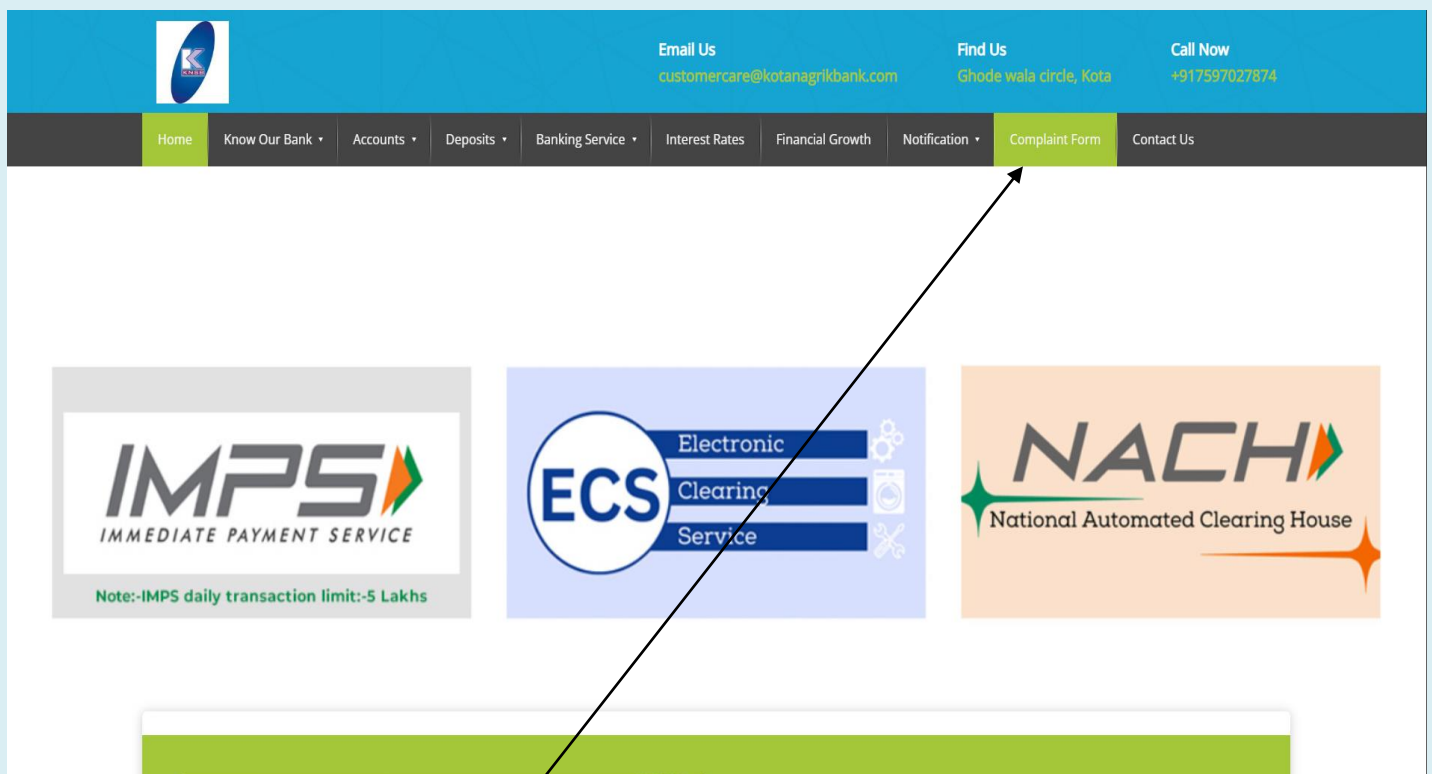 KNSB
Email Us
customercare@kotanagrikbank.com
Find Us
Ghode wala circle, Kota
Call Now
+917597027874
Home
Know Our Bank
Accounts
Deposits
Banking Service
Interest Rates
Financial Growth
Notification
Complaint Form
Contact Us
IMPS
IMMEDIATE PAYMENT SERVICE
Note:-IMPS daily transaction limit:-5 Lakhs
ECS
Electronic
Clearing
Service
NACH
National Automated Clearing House